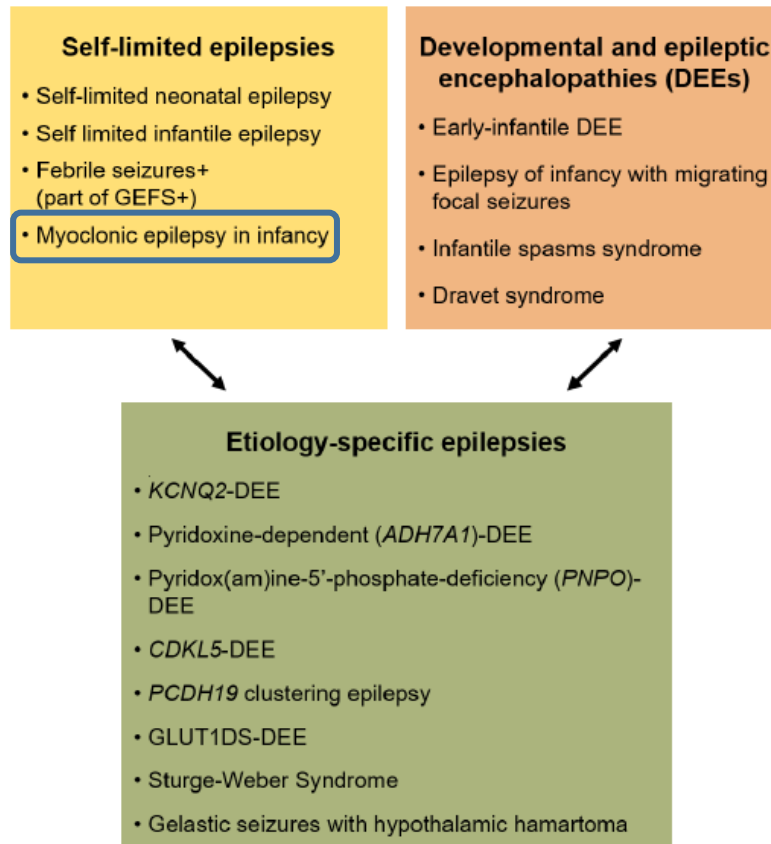 Self-limited epilepsies
• Self-limited neonatal epilepsy
• Self limited infantile epilepsy
• Febrile seizures+
(part of GEFS+)
• Myoclonic epilepsy in infancy
Developmental and epileptic
encephalopathies (DEEs)
• Early-infantile DEE
• Epilepsy of infancy with migrating
focal seizures
• Infantile spasms syndrome
• Dravet syndrome
Etiology-specific epilepsies
• KCNQ2-DEE
• Pyridoxine-dependent (ADH7A1)-DEE
• Pyridox(am)ine-5’-phosphate-deficiency (PNPO)-
DEE
• CDKL5-DEE
• PCDH19 clustering epilepsy
• GLUT1DS-DEE
• Sturge-Weber Syndrome
• Gelastic seizures with hypothalamic hamartoma